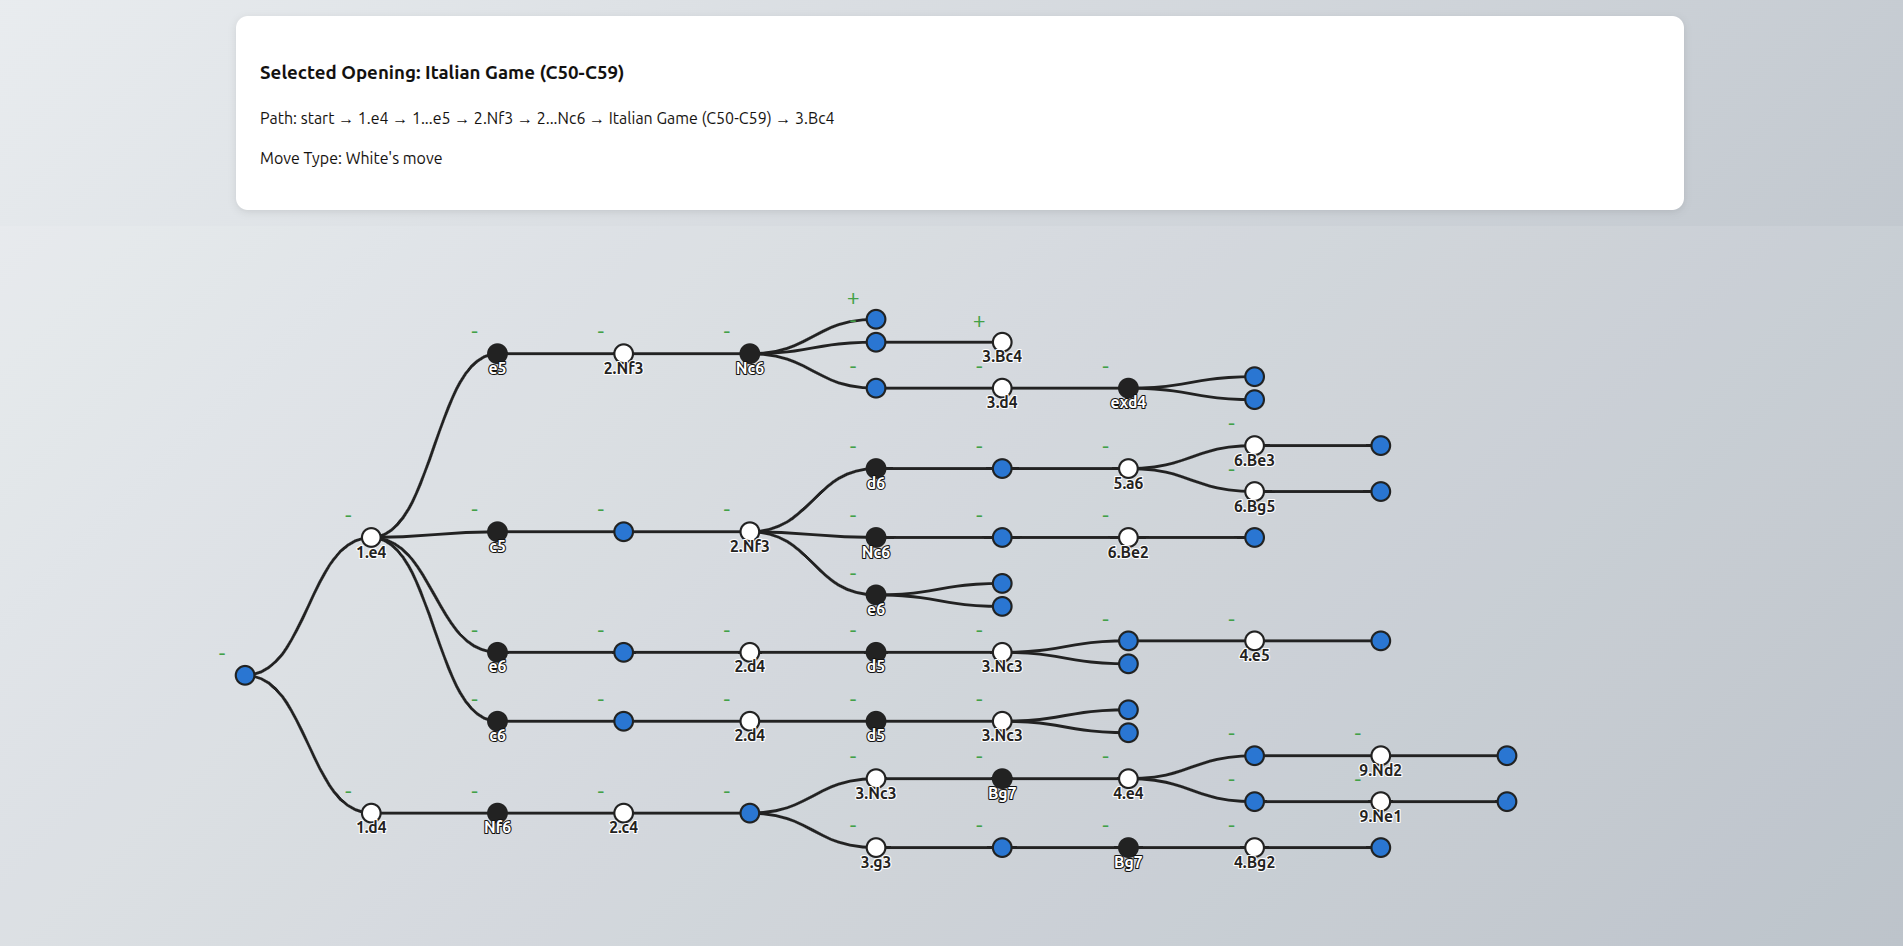 Selected Opening: Italian Game (C50-C59)
Path: start → 1.e4 → 1...e5 → 2.Nf3 → 2...Nc6 → Italian Game (C50-C59) → 3.Bc4
Move Type: White's move
+
+
- - - -
3.Bc4
e5 2.Nf3 Nc6
- - -
3.d4 exd4
-
- - -
6.Be3
-
d6 5.a6
6.Bg5
- - - - - - -
1.e4 c5 2.Nf3 Nc6 6.Be2
-
e6
- -
- - - - -
4.e5
e6 2.d4 d5 3.Nc3
-
- - - - -
c6 2.d4 d5 3.Nc3
- -
- - -
9.Nd2
- -
3.Nc3 Bg7 4.e4
- - - -
9.Ne1
1.d4 Nf6 2.c4
- - - -
3.g3 Bg7 4.Bg2